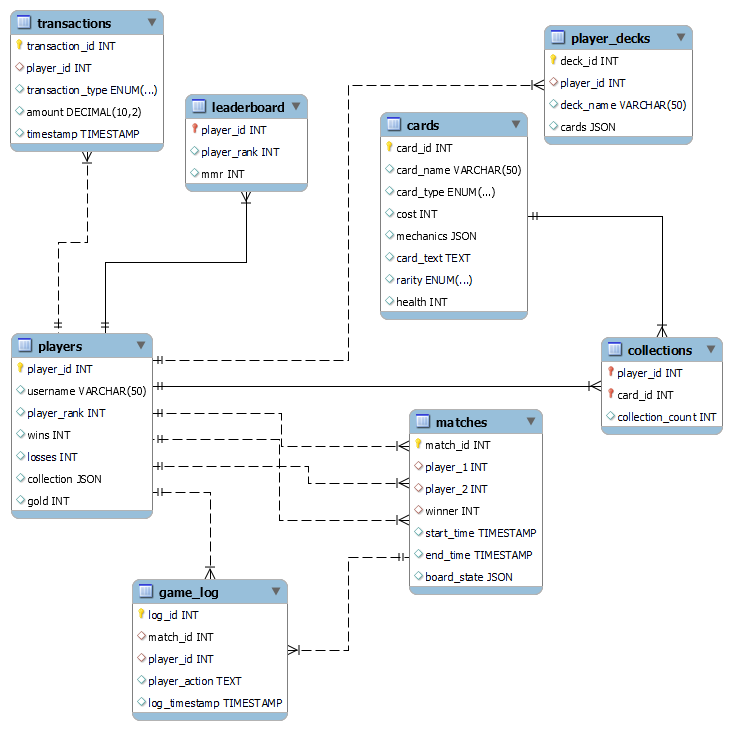 transactions
transaction_id INT
player_id INT
transaction_type ENUM(...)
amount DECIMAL(10,2)
timestamp TIMESTAMP
leaderboard
player_id INT
player_rank INT
mmr INT
player_decks
deck_id INT
player_id INT
deck_name VARCHAR(50)
cards JSON
cards
card_id INT
card_name VARCHAR(50)
card_type ENUM(...)
cost INT
mechanics JSON
card_text TEXT
rarity ENUM(...)
health INT
players
player_id INT
username VARCHAR(50)
player_rank INT
wins INT
losses INT
collection JSON
gold INT
collections
player_id INT
card_id INT
collection_count INT
matches
match_id INT
player_1 INT
player_2 INT
winner INT
start_time TIMESTAMP
end_time TIMESTAMP
board_state JSON
game_log
log_id INT
match_id INT
player_id INT
player_action TEXT
log_timestamp TIMESTAMP